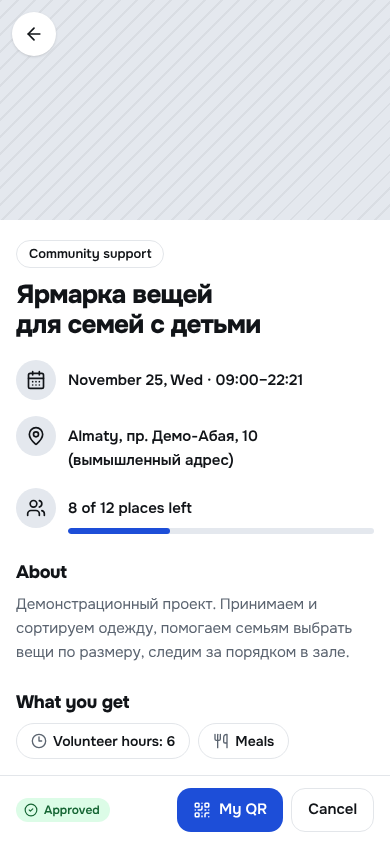 Community support
Ярмарка вещей
для семей с детьми
November 25, Wed · 09:00–22:21
Almaty, пр. Демо-Абая, 10
(вымышленный адрес)
8 of 12 places left
About
Демонстрационный проект. Принимаем и
сортируем одежду, помогаем семьям выбрать
вещи по размеру, следим за порядком в зале.
What you get
Volunteer hours: 6
Meals
Approved
My QR
Cancel